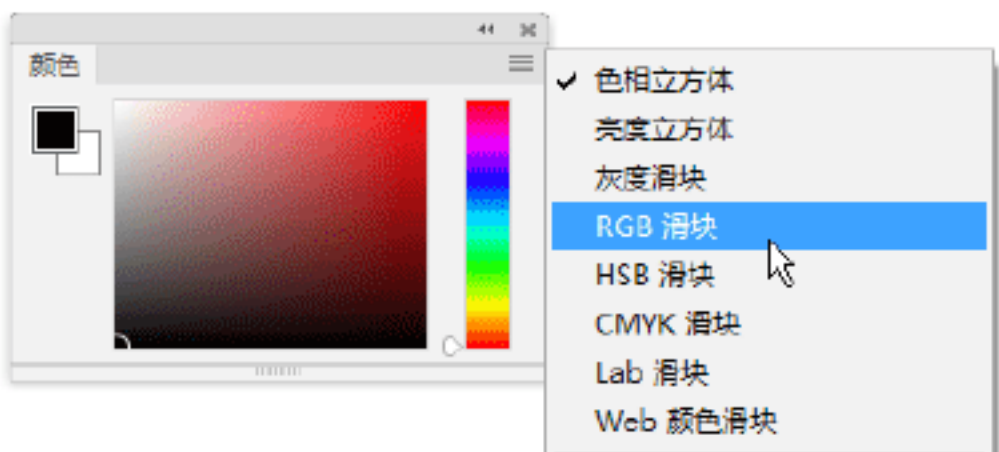 颜色
色相立方体
亮度立方体
灰度滑块
RGB 滑块
HSB 滑块
CMYK 滑块
Lab 滑块
Web 颜色滑块